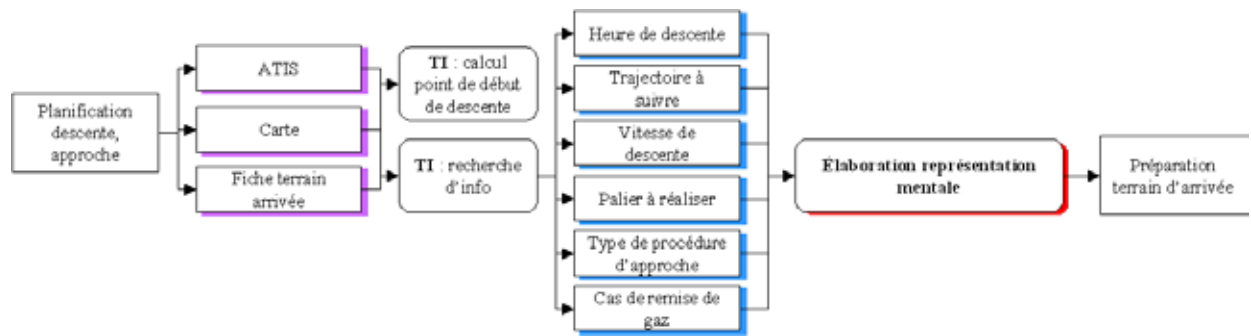 Planification
descente,
approche
ATIS
Carte
Fiche terrain
arrivée
TI : calcul
point de début
de descente
TI : recherche
d'info
Heure de descente
Trajectoire à
suivre
Vitesse de
descente
Palier à réaliser
Type de procédure
d'approche
Cas de remise de
gaz
Élaboration représentation
mentale
Préparation
terrain d'arrivée